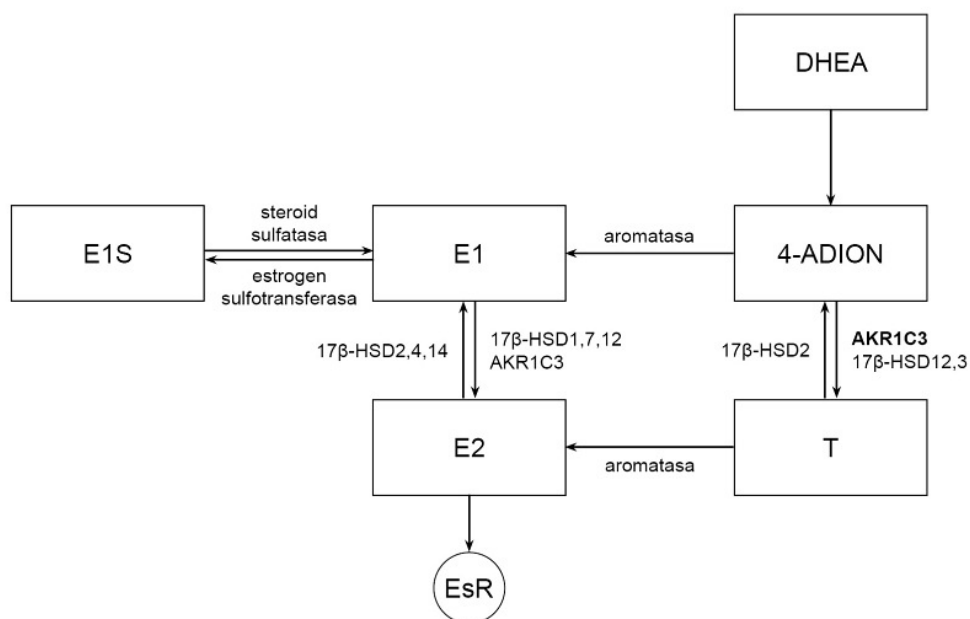 DHEA
E1S
steroid
sulfatasa
estrogen
sulfotransferasa
E1
aromatasa
4-ADION
17β-HSD2,4,14
17β-HSD1,7,12
AKR1C3
17β-HSD2
AKR1C3
17β-HSD12,3
E2
aromatasa
T
EsR